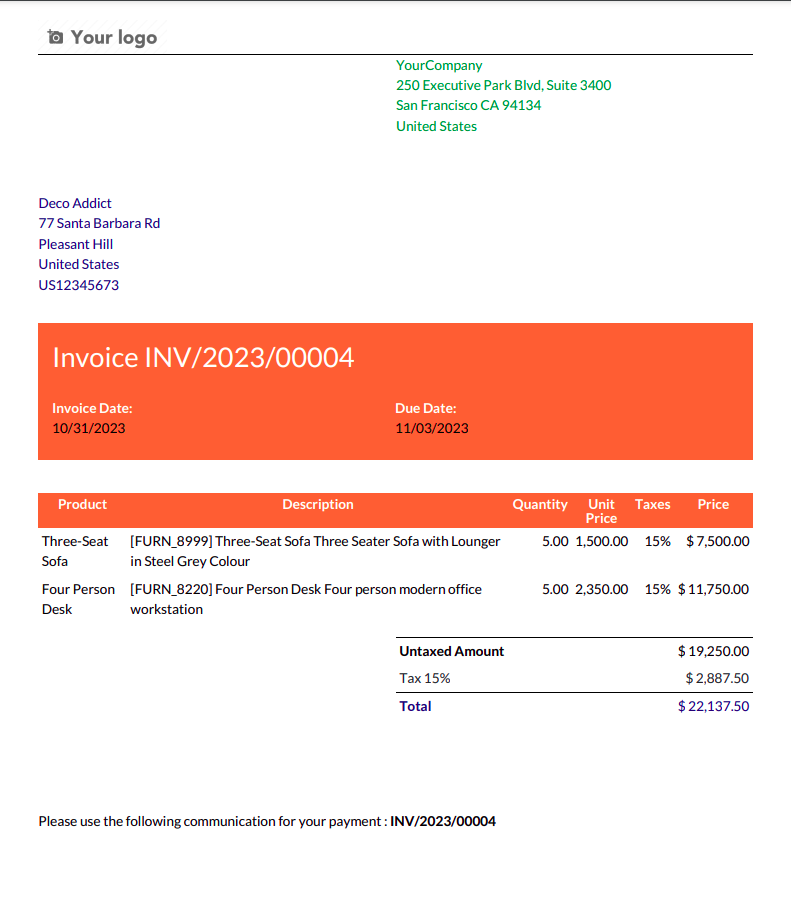 Your logo
YourCompany
250 Executive Park Blvd, Suite 3400
San Francisco CA 94134
United States
Deco Addict
77 Santa Barbara Rd
Pleasant Hill
United States
US12345673
Invoice INV/2023/00004
Invoice Date: Due Date:
10/31/2023 11/03/2023
Product Description Quantity Unit Taxes Price
Price
Three-Seat [FURN_8999] Three-Seat Sofa Three Seater Sofa with Lounger 5.00 1,500.00 15% $ 7,500.00
Sofa in Steel Grey Colour
Four Person [FURN_8220] Four Person Desk Four person modern office 5.00 2,350.00 15% $ 11,750.00
Desk workstation
Untaxed Amount $ 19,250.00
Tax 15% $ 2,887.50
Total $ 22,137.50
Please use the following communication for your payment : INV/2023/00004